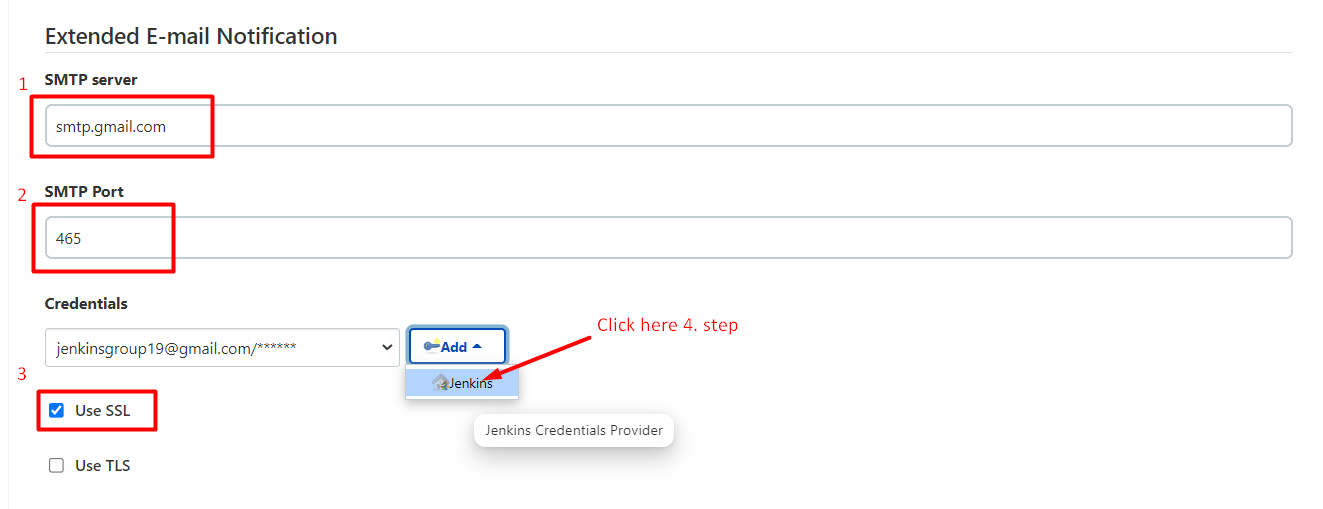 Extended E-mail Notification
1
SMTP server
smtp.gmail.com
2
SMTP Port
465
Credentials
Click here 4. step
jenkinsgroup19@gmail.com/******
Add
3
Jenkins
Use SSL
Jenkins Credentials Provider
Use TLS